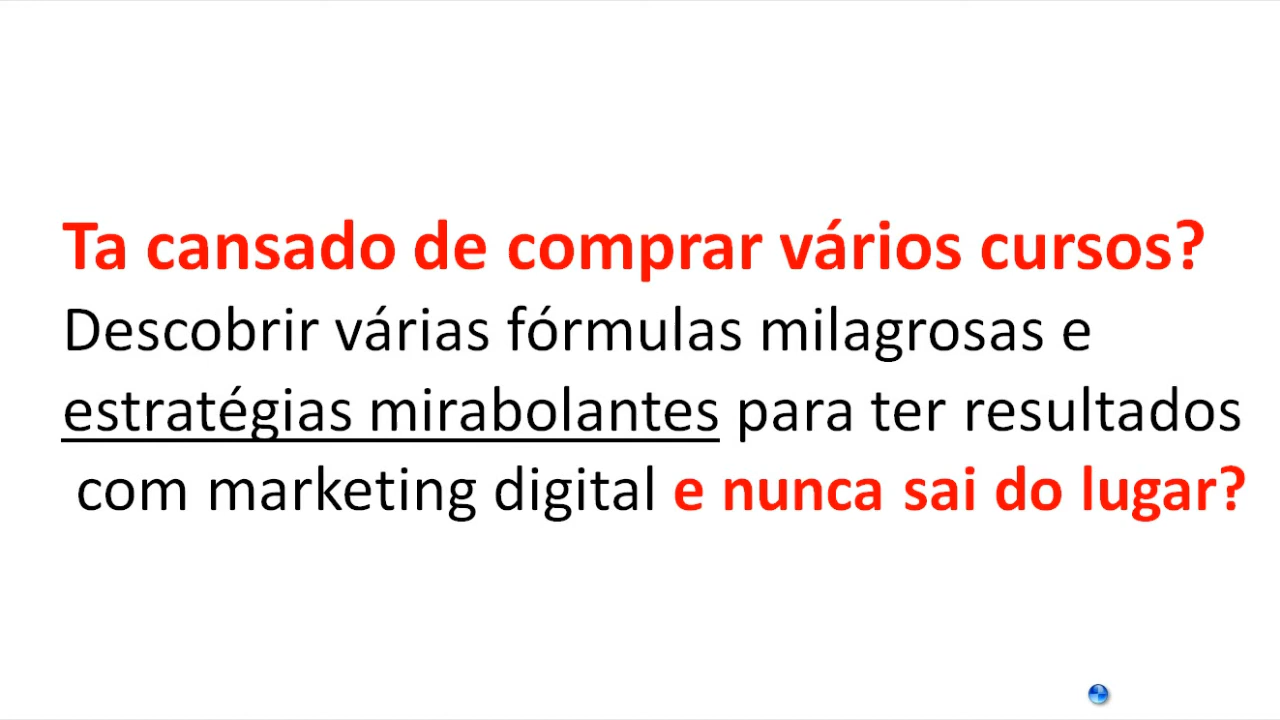 Ta cansado de comprar vários cursos?
Descobrir várias fórmulas milagrosas e
estratégias mirabolantes para ter resultados
com marketing digital e nunca sai do lugar?